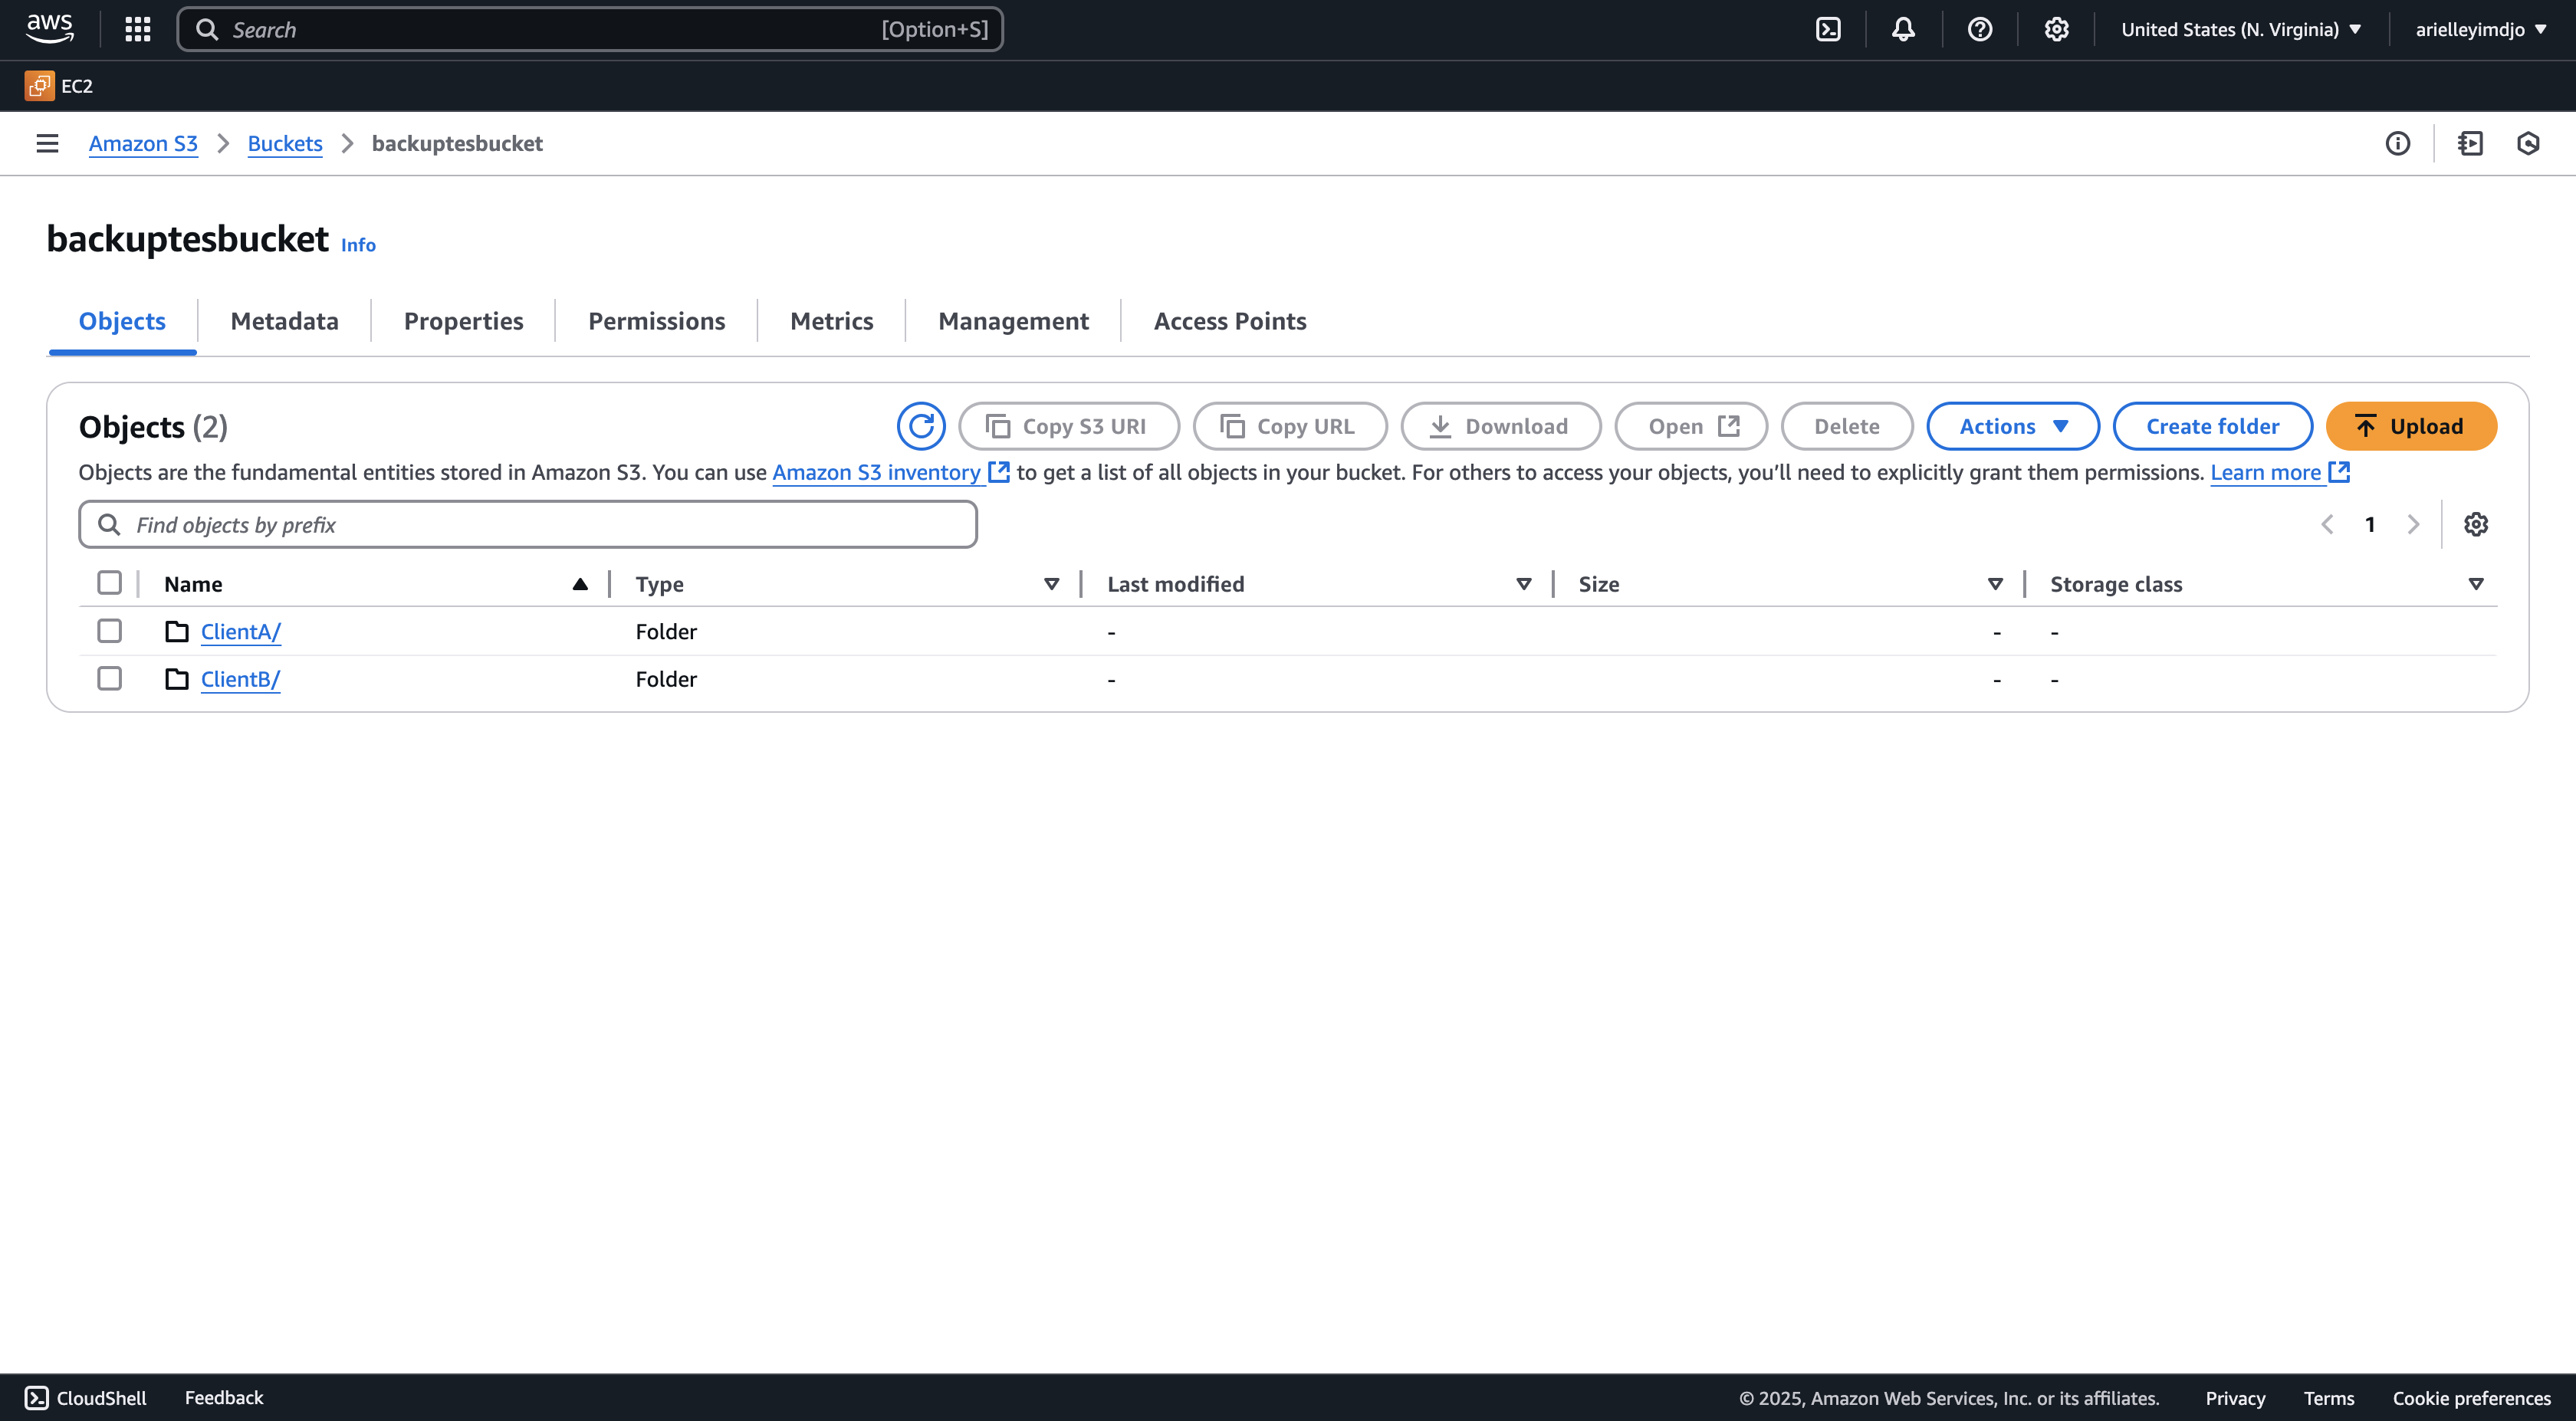 aws
Search [Option+S]
United States (N. Virginia)
arielleyimdjo
EC2
Amazon S3 Buckets backuptesbucket
backuptesbucket Info
Objects Metadata Properties Permissions Metrics Management Access Points
Objects (2)
Copy S3 URI Copy URL Download Open Delete Actions Create folder Upload
Objects are the fundamental entities stored in Amazon S3. You can use Amazon S3 inventory to get a list of all objects in your bucket. For others to access your objects, you’ll need to explicitly grant them permissions. Learn more
Find objects by prefix
1
Name Type Last modified Size Storage class
ClientA/ Folder - - -
ClientB/ Folder - - -
CloudShell Feedback © 2025, Amazon Web Services, Inc. or its affiliates. Privacy Terms Cookie preferences